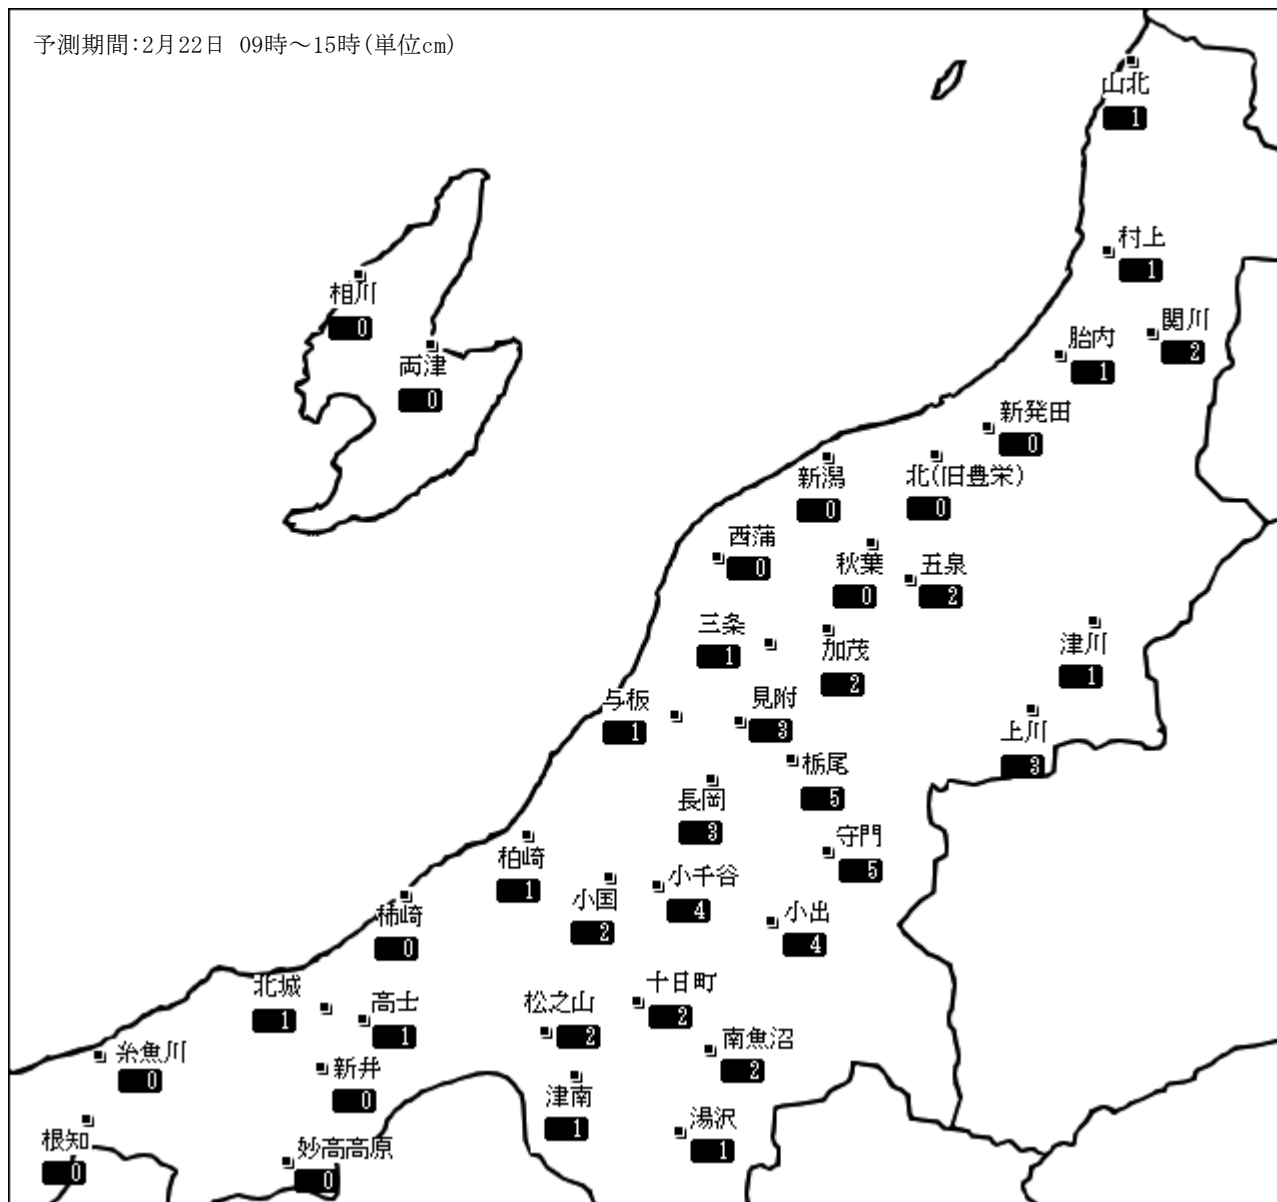 予測期間:2月22日 09時～15時(単位cm)
山北
1
村上
1
相川
0
関川
2
胎内
1
両津
0
新発田
0
新潟
0
北(旧豊栄)
0
西蒲
0
秋葉
0
五泉
2
三条
1
加茂
2
津川
1
与板
1
見附
3
上川
3
栃尾
5
長岡
3
守門
5
柏崎
1
小千谷
4
小国
2
小出
4
柿崎
0
北城
1
高士
1
松之山
2
十日町
2
南魚沼
2
糸魚川
0
新井
0
津南
1
湯沢
1
根知
0
妙高高原
0